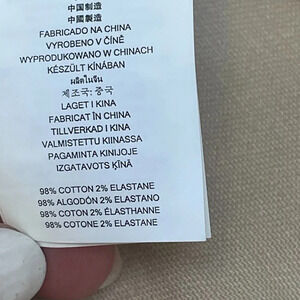 中国制造
中國製造
FABRICADO NA CHINA
VYROBENO V ČÍNĚ
WYPRODUKOWANO W CHINACH
KÉSZÜLT KÍNÁBAN
ผลิตในจีน
제조국: 중국
LAGET I KINA
FABRICAT ÎN CHINA
TILLVERKAD I KINA
VALMISTETTU KIINASSA
PAGAMINTA KINIJOJE
IZGATAVOTS ĶĪNĀ
98% COTTON 2% ELASTANE
98% ALGODÓN 2% ELASTANO
98% COTON 2% ÉLASTHANNE
98% COTONE 2% ELASTANE